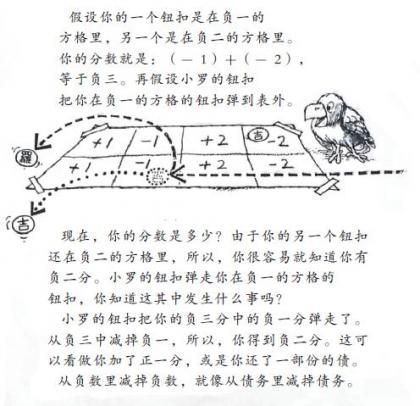 假设你的一个钮扣是在负一的
方格里，另一个是在负二的方格里。
你的分数就是：(－1)＋(－2)，
等于负三。再假设小罗的钮扣
把你在负一的方格的钮扣弹到表外。
吉
羅
+1 -1 +2 -2
+1 -1 +2 -2
吉
现在，你的分数是多少？由于你的另一个钮扣
还在负二的方格里，所以，你很容易就知道你有
负二分。小罗的钮扣弹走你在负一的方格的
钮扣，你知道这其中发生什么事吗？
小罗的钮扣把你的负三分中的负一分弹走了。
从负三中减掉负一，所以，你得到负二分。这可
以看做你加了正一分，或是你还了一部份的债。
从负数里减掉负数，就像从债务里减掉债务。